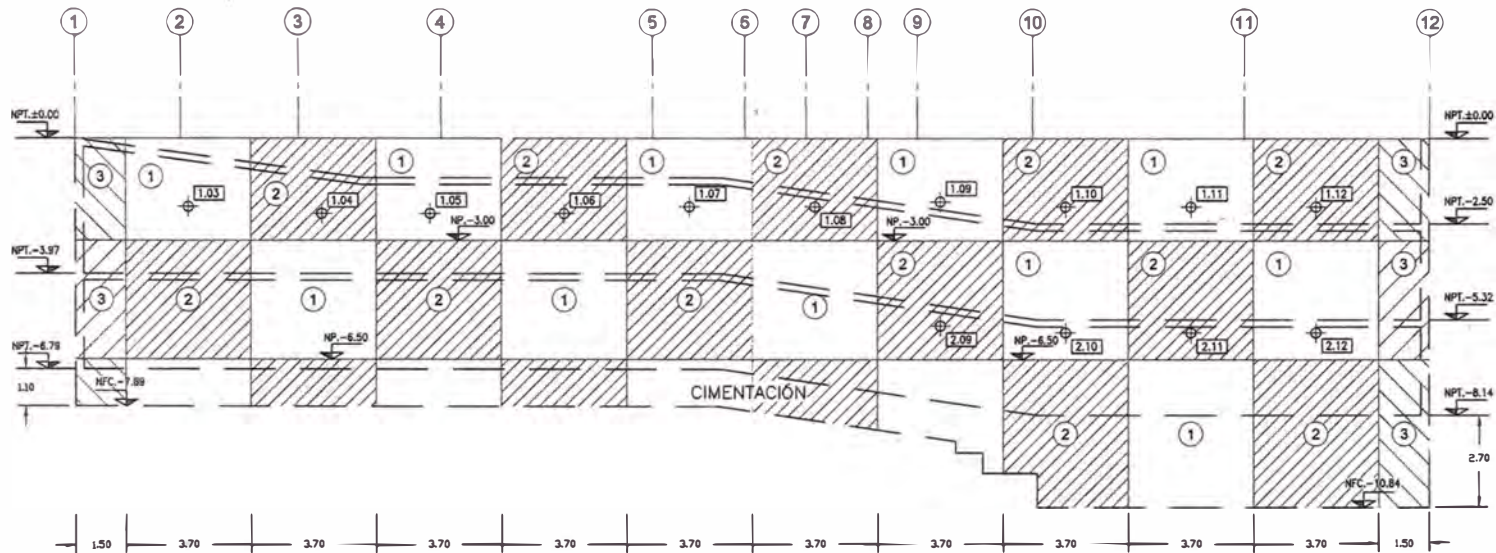 1 2 3 4 5 6 7 8 9 10 11 12
NPT.±0.00 NPT.±0.00
3 1 2 1 2 1 2 1 2 1 2 3
1.03 1.04 1.05 1.06 1.07 1.08 1.09 1.10 1.11 1.12
NPT.-2.50
NP.-3.00 NP.-3.00
NPT.-3.97
3 2 1 2 1 2 1 2 1 2 1 3
NPT.-5.32
2.09 2.10 2.11 2.12
NP.-6.50 NP.-6.50
NPT.-6.79
1.10
NFC.-7.89
CIMENTACIÓN
NPT.-8.14
2 1 2 3
2.70
NFC.-10.84
1.50 3.70 3.70 3.70 3.70 3.70 3.70 3.70 3.70 3.70 3.70 1.50